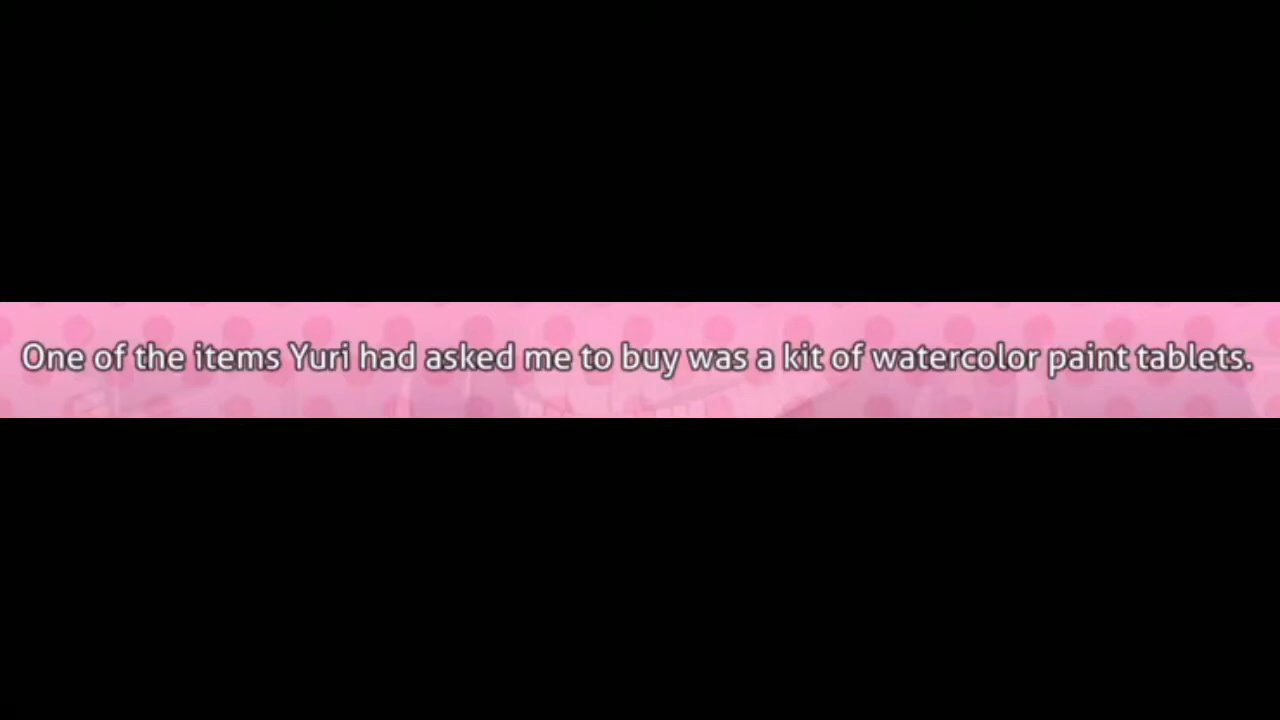 One of the items Yuri had asked me to buy was a kit of watercolor paint tablets.